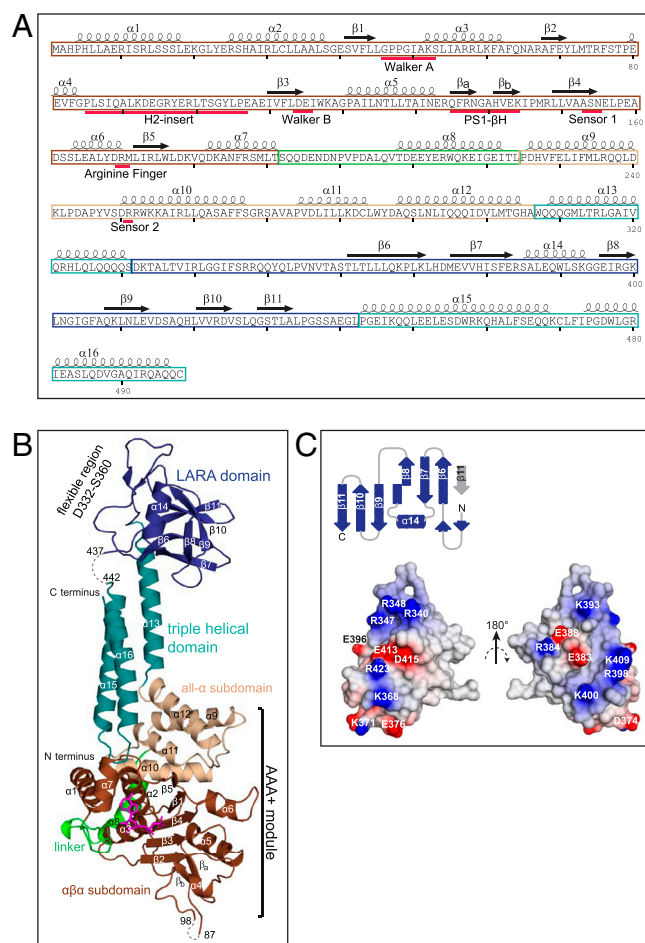 A
α1 α2 β1 α3 β2
MAHPHLLAERISRLSSSLEKGLYERSHAIRLCLLAALSGESVFLLGPPGIAKSLIARRLKFAFQNARAFEYLMTRFSTPE
Walker A 80
α4 β3 α5 βa βb β4
EVFGPLSIQALKDEGRYERLTSGYLPEAEIVFLDEIWKAGPAILNTLLTAINERQFRNGAHVEKIPMRLLVAASNELPEA
H2-insert Walker B PS1-βH Sensor 1 160
α6 β5 α7 α8 α9
DSSLEALYDRMLIRLWLDKVQDKANFRSMLTSQQDENDNPVPDALQVTDEEYERWQKEIGEITLPDHVFELIFMLRQQLD
Arginine Finger 240
α10 α11 α12 α13
KLPDAPYVSDRRWKKAIRLLQASAFFSGRSAVAPVDLILLKDCLWYDAQSLNLIQQQIDVLMTGHAWQQQGMLTRLGAIV
Sensor 2 320
β6 β7 α14 β8
QRHLQLQQQQSDKTALTVIRLGGIFSRRQQYQLPVNVTASTLTLLLQKPLKLHDMEVVHISFERSALEQWLSKGGEIRGK
400
β9 β10 β11 α15
LNGIGFAQKLNLEVDSAQHLVVRDVSLQGSTLALPGSSAEGLPGEIKQQLEELESDWRKQHALFSEQQKCLFIPGDWLGR
480
α16
IEASLQDVGAQIRQAQQC
490
B
flexible region
D332-S360
LARA domain
α14
β11
β10
β6
β8
β9
β7
437
442
C terminus
α13
triple helical
domain
α16
α15
all-α subdomain
α12
α9
α11
N terminus
α10
α7
α1
α2
β5
β1
α6
α8
α3
β4
linker
β3
α5
β2
βa
βb
α4
αβα subdomain
98
87
AAA+ module
C
β11
β10
β9
β8
β7
β6
β11
α14
N
C
R348
R347
R340
E396
E413
D415
R423
K368
K371
E376
180°
K393
E388
R384
E383
K409
R398
K400
D374